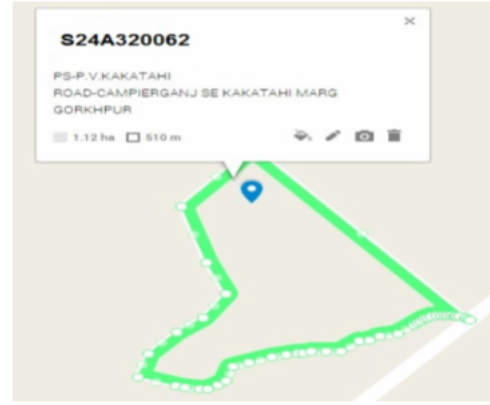 S24A320062
PS-P.V.KAKATAHI
ROAD-CAMPIERGANJ SE KAKATAHI MARG
GORKHPUR
1.12 ha 510 m